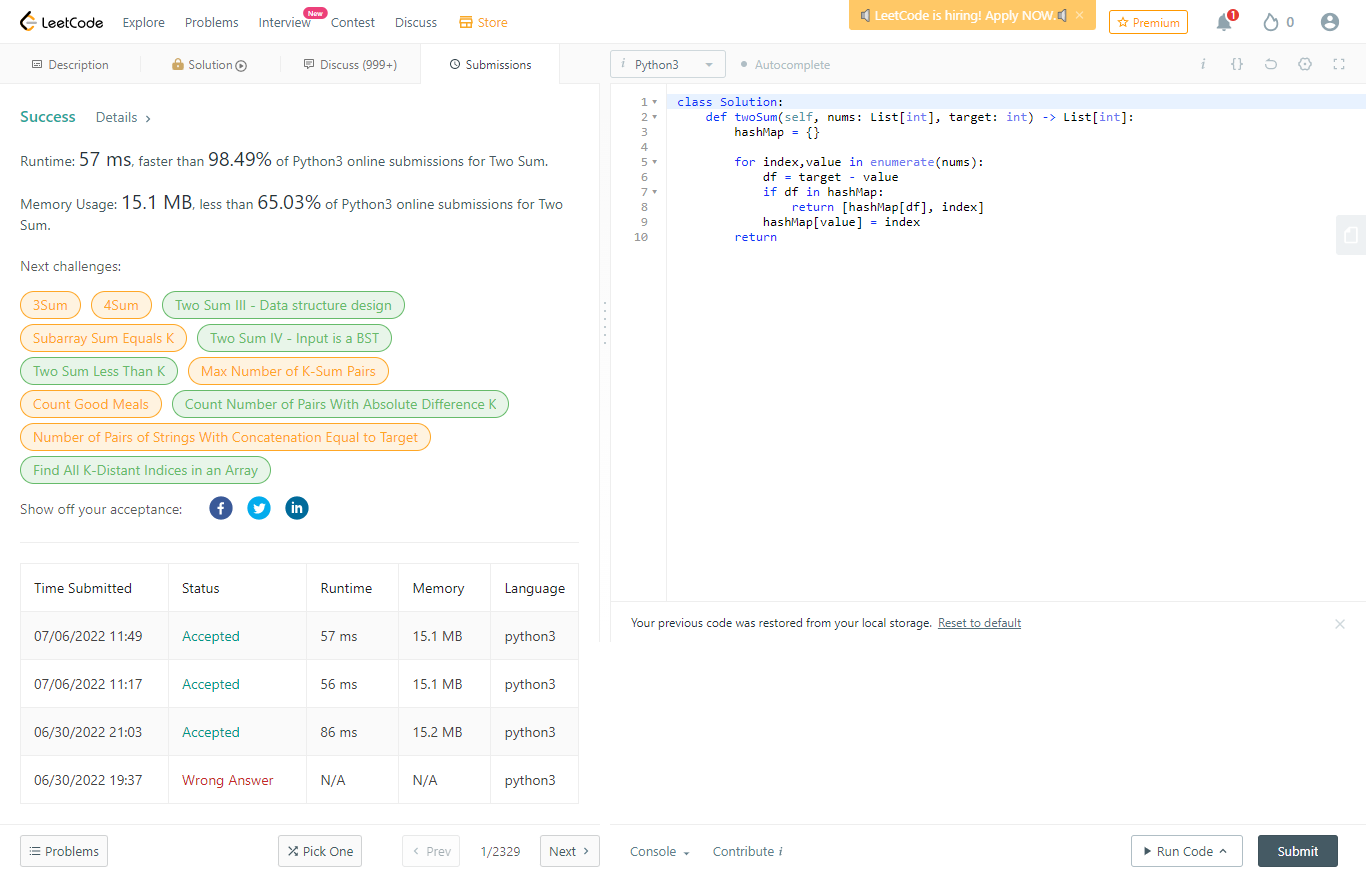 LeetCode Explore Problems Interview New Contest Discuss Store LeetCode is hiring! Apply NOW. × Premium 1 0
Description Solution Discuss (999+) Submissions
Success Details >
Runtime: 57 ms, faster than 98.49% of Python3 online submissions for Two Sum.
Memory Usage: 15.1 MB, less than 65.03% of Python3 online submissions for Two
Sum.
Next challenges:
3Sum 4Sum Two Sum III - Data structure design
Subarray Sum Equals K Two Sum IV - Input is a BST
Two Sum Less Than K Max Number of K-Sum Pairs
Count Good Meals Count Number of Pairs With Absolute Difference K
Number of Pairs of Strings With Concatenation Equal to Target
Find All K-Distant Indices in an Array
Show off your acceptance: f in
Time Submitted Status Runtime Memory Language
07/06/2022 11:49 Accepted 57 ms 15.1 MB python3
07/06/2022 11:17 Accepted 56 ms 15.1 MB python3
06/30/2022 21:03 Accepted 86 ms 15.2 MB python3
06/30/2022 19:37 Wrong Answer N/A N/A python3
Problems Pick One < Prev 1/2329 Next >
i Python3 Autocomplete i {}
1 class Solution:
2 def twoSum(self, nums: List[int], target: int) -> List[int]:
3 hashMap = {}
4
5 for index,value in enumerate(nums):
6 df = target - value
7 if df in hashMap:
8 return [hashMap[df], index]
9 hashMap[value] = index
10 return
Your previous code was restored from your local storage. Reset to default ×
Console Contribute i Run Code Submit